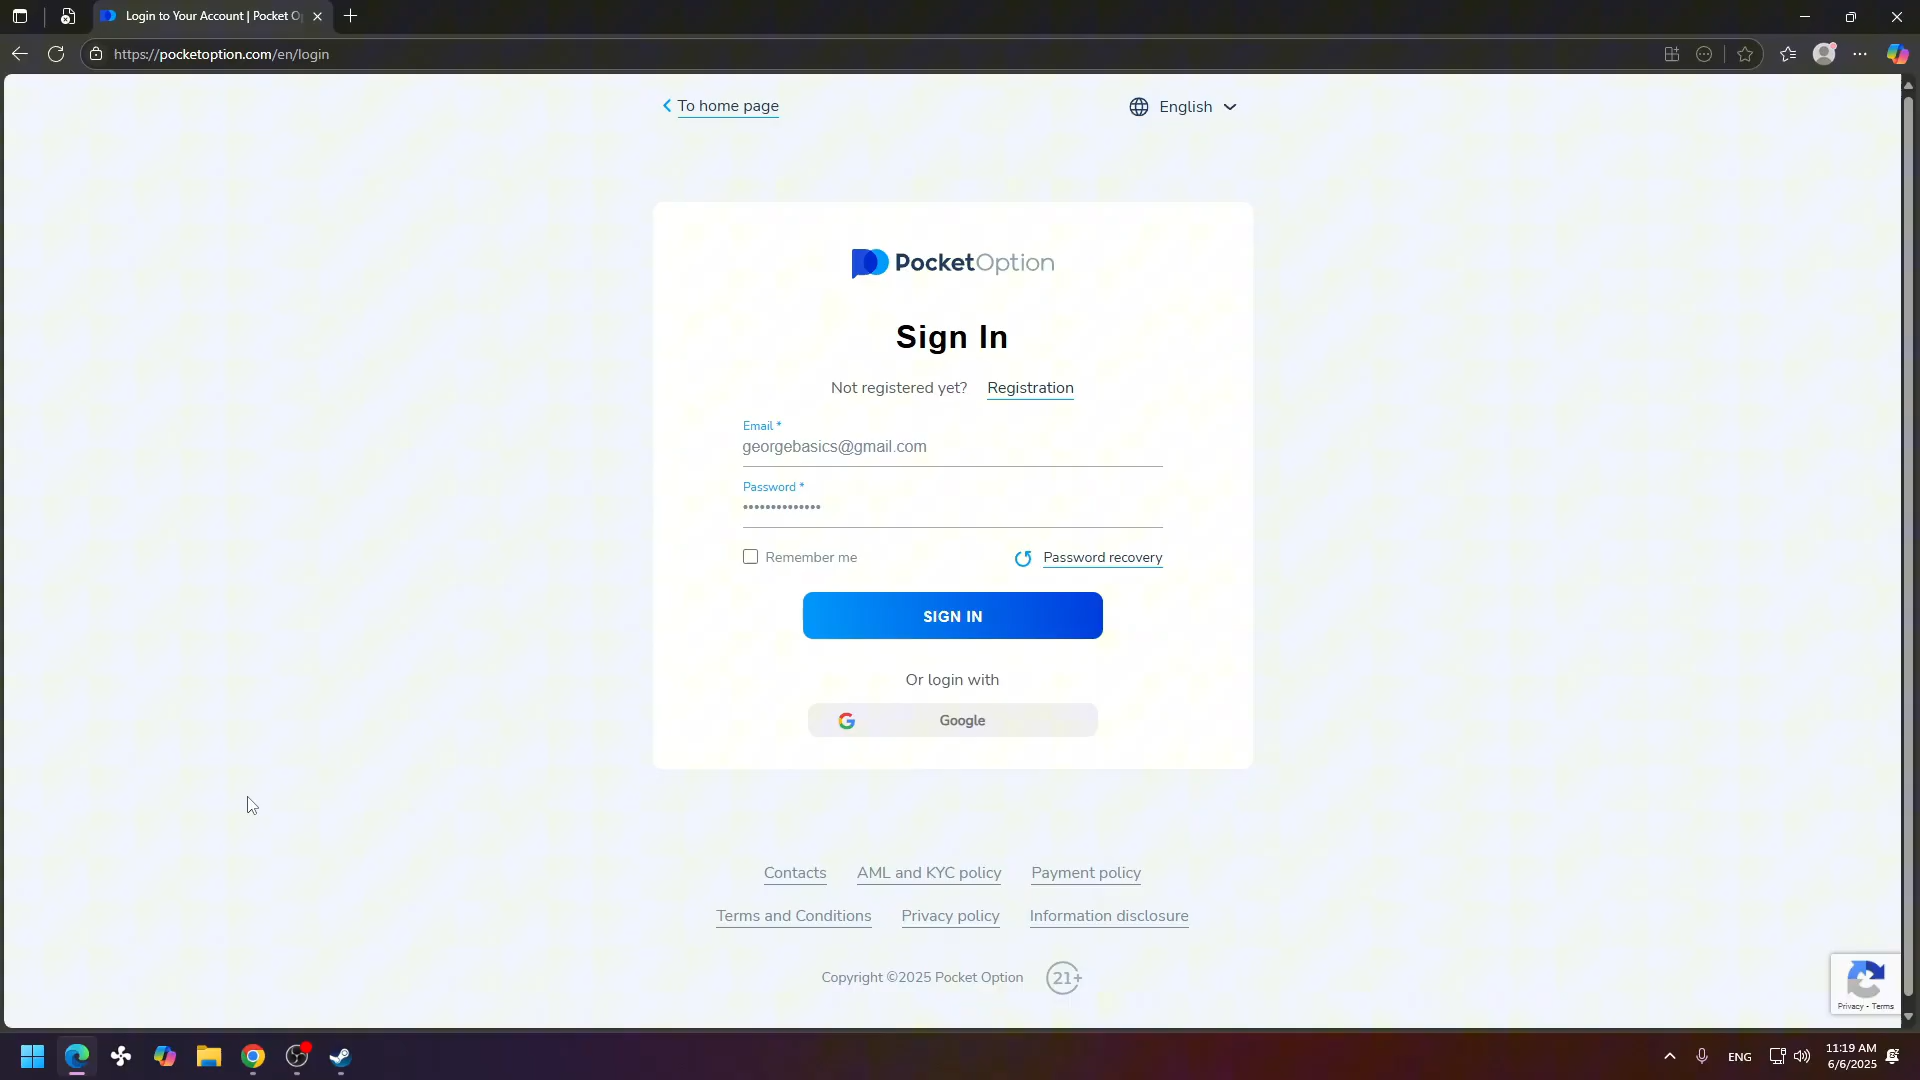 Login to Your Account | Pocket O
https://pocketoption.com/en/login
To home page
English
PocketOption
Sign In
Not registered yet? Registration
Email *
georgebasics@gmail.com
Password *
••••••••••••••
Remember me
Password recovery
SIGN IN
Or login with
Google
Contacts
AML and KYC policy
Payment policy
Terms and Conditions
Privacy policy
Information disclosure
Copyright ©2025 Pocket Option
21+
Privacy - Terms
ENG
11:19 AM
6/6/2025